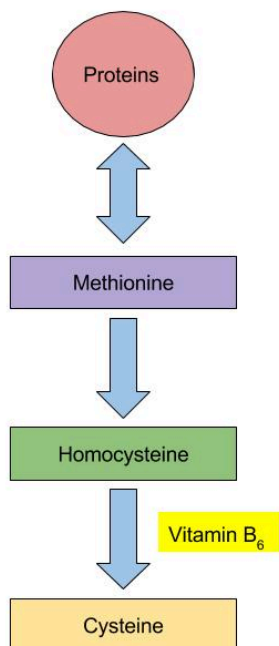 Proteins
Methionine
Homocysteine
Vitamin B₆
Cysteine